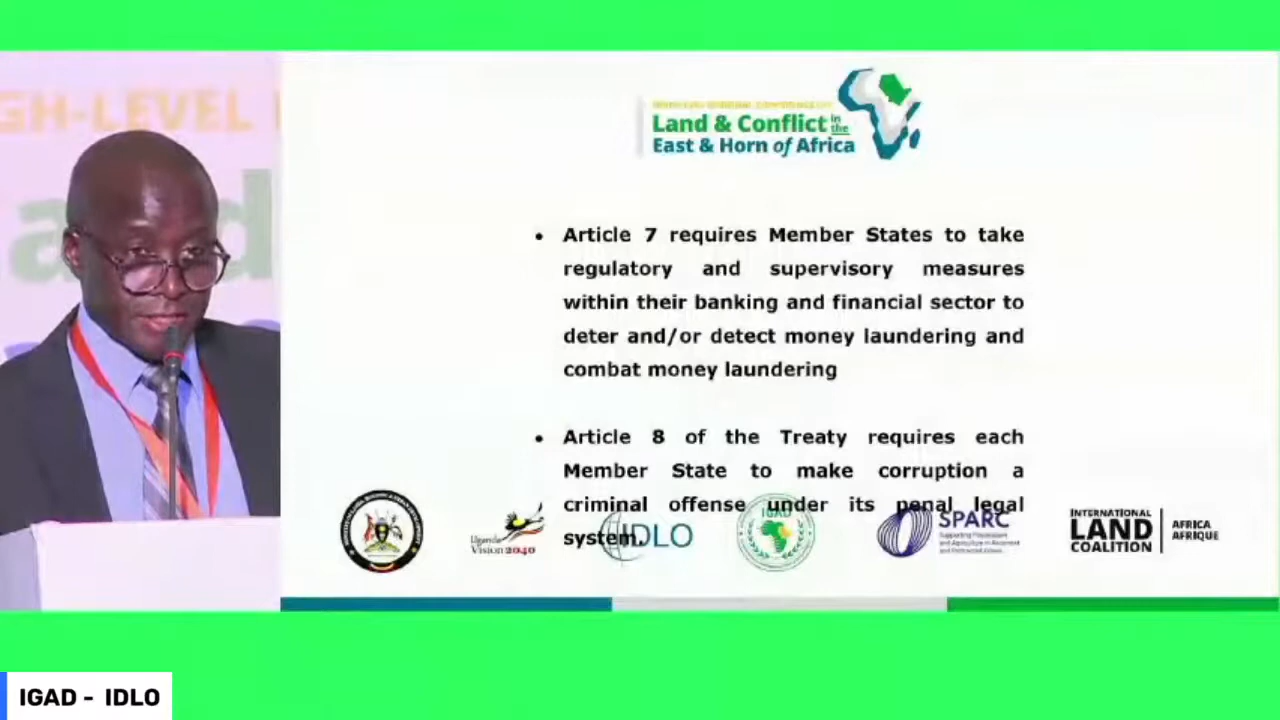 GH-LEVEL
Land & Conflict in the
East & Horn of Africa
• Article 7 requires Member States to take
regulatory and supervisory measures
within their banking and financial sector to
deter and/or detect money laundering and
combat money laundering
• Article 8 of the Treaty requires each
Member State to make corruption a
criminal offense under its penal legal
system.
Uganda
Vision 2040
IDLO
IGAD
SPARC
INTERNATIONAL
LAND
COALITION
AFRICA
AFRIQUE
IGAD - IDLO